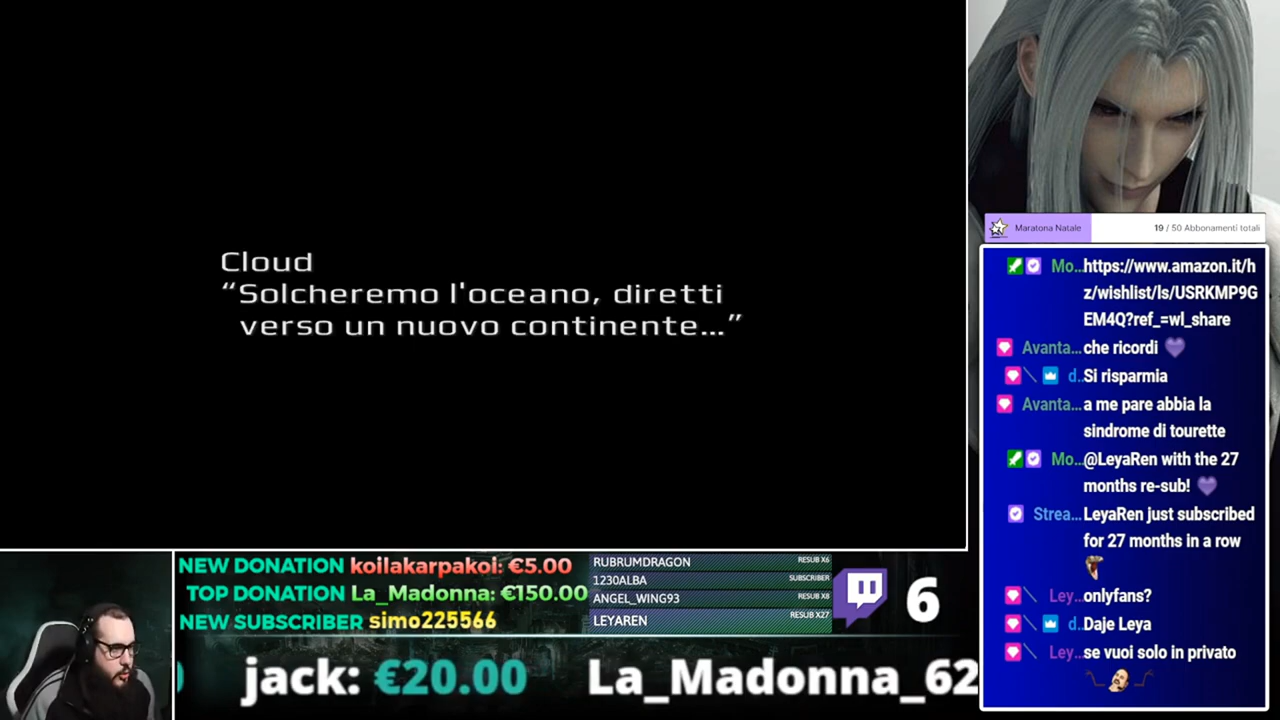 Cloud
“Solcheremo l'oceano, diretti
verso un nuovo continente...”
Maratona Natale
19 / 50 Abbonamenti totali
Mo...https://www.amazon.it/h
z/wishlist/ls/USRKMP9G
EM4Q?ref_=wl_share
Avanta...che ricordi
d..Si risparmia
Avanta...a me pare abbia la
sindrome di tourette
Mo...@LeyaRen with the 27
months re-sub!
Strea...LeyaRen just subscribed
for 27 months in a row
Ley...onlyfans?
d..Daje Leya
Ley...se vuoi solo in privato
NEW DONATION koilakarpakoi: €5.00
TOP DONATION La_Madonna: €150.00
NEW SUBSCRIBER simo225566
RUBRUMDRAGON RESUB X6
1230ALBA SUBSCRIBER
ANGEL_WING93 RESUB X8
LEYAREN RESUB X27
6
jack: €20.00 La_Madonna_62